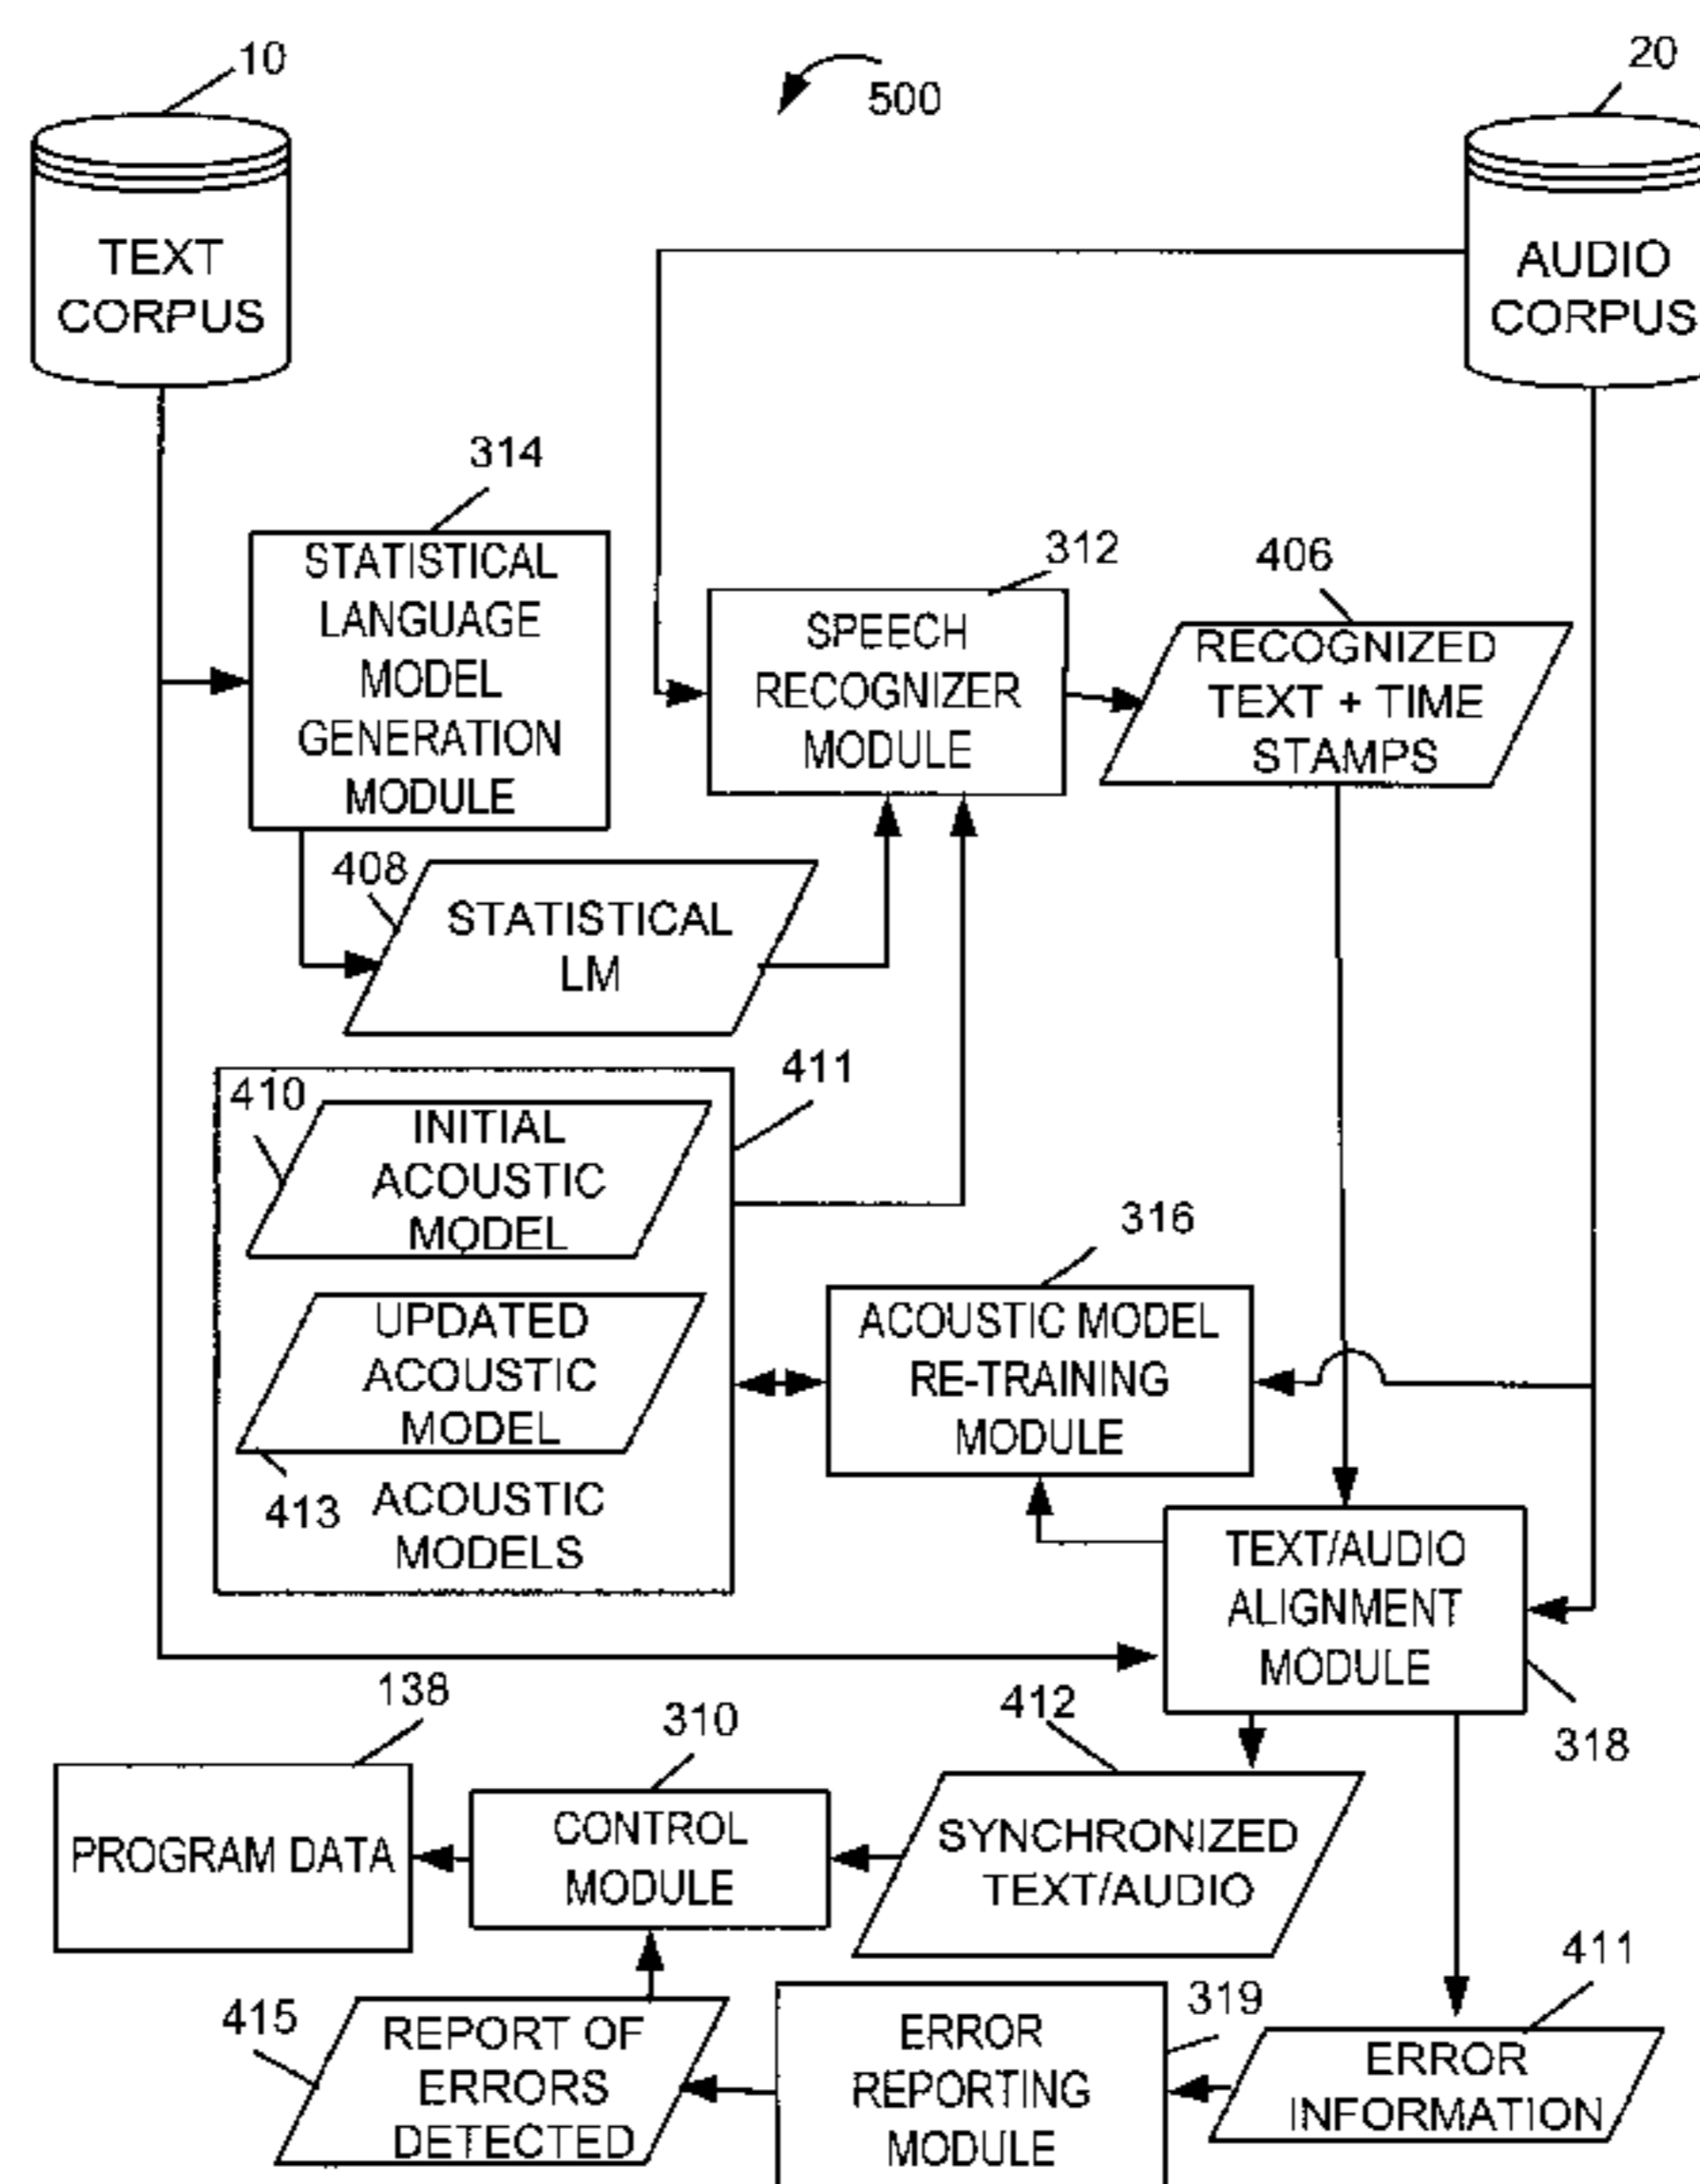 10
500
20
TEXT
CORPUS
AUDIO
CORPUS
314
STATISTICAL
LANGUAGE
MODEL
GENERATION
MODULE
312
SPEECH
RECOGNIZER
MODULE
406
RECOGNIZED
TEXT + TIME
STAMPS
408
STATISTICAL
LM
411
410
INITIAL
ACOUSTIC
MODEL
UPDATED
ACOUSTIC
MODEL
413
ACOUSTIC
MODELS
316
ACOUSTIC MODEL
RE-TRAINING
MODULE
TEXT/AUDIO
ALIGNMENT
MODULE
318
138
PROGRAM DATA
310
CONTROL
MODULE
412
SYNCHRONIZED
TEXT/AUDIO
415
REPORT OF
ERRORS
DETECTED
319
ERROR
REPORTING
MODULE
411
ERROR
INFORMATION